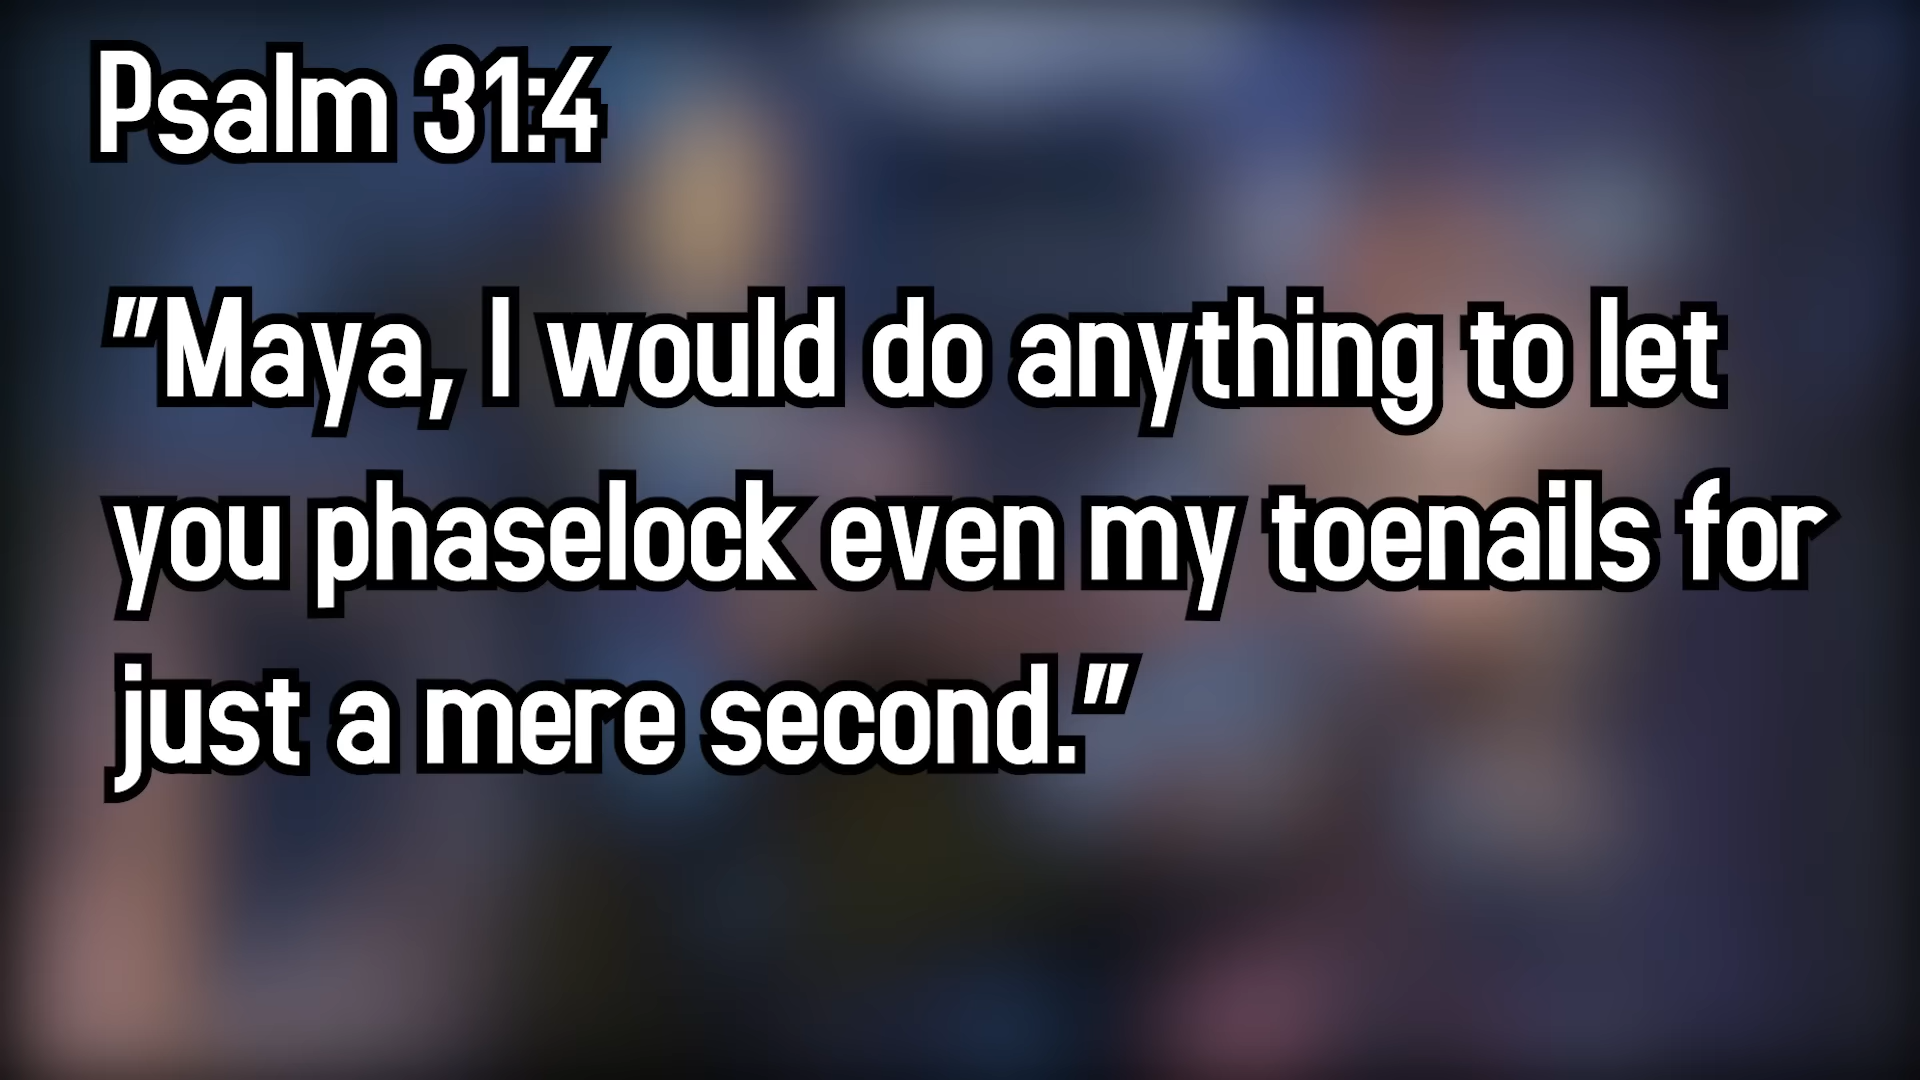 Psalm 31:4
"Maya, I would do anything to let
you phaselock even my toenails for
just a mere second."